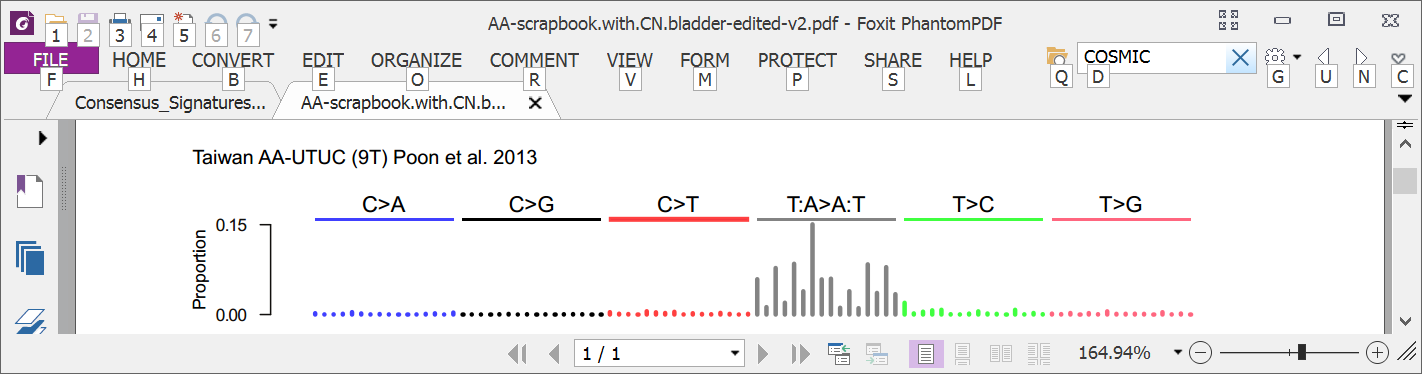 AA-scrapbook.with.CN.bladder-edited-v2.pdf - Foxit PhantomPDF
1 2 3 4 5 6 7
FILE HOME CONVERT EDIT ORGANIZE COMMENT VIEW FORM PROTECT SHARE HELP COSMIC
F H B E O R V M P S L Q D G U N C
Consensus_Signatures... AA-scrapbook.with.CN.b...
Taiwan AA-UTUC (9T) Poon et al. 2013
C>A C>G C>T T:A>A:T T>C T>G
0.15
Proportion
0.00
1 / 1 164.94%